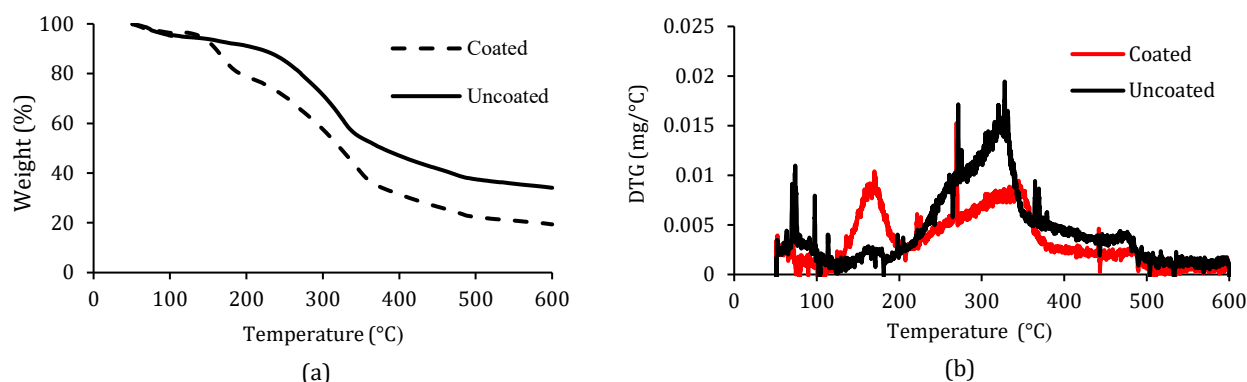 100
80
60
40
20
0
Weight (%)
Coated
Uncoated
0 100 200 300 400 500 600
Temperature (°C)
(a)
0.025
0.02
0.015
0.01
0.005
0
DTG (mg/°C)
Coated
Uncoated
0 100 200 300 400 500 600
Temperature (°C)
(b)